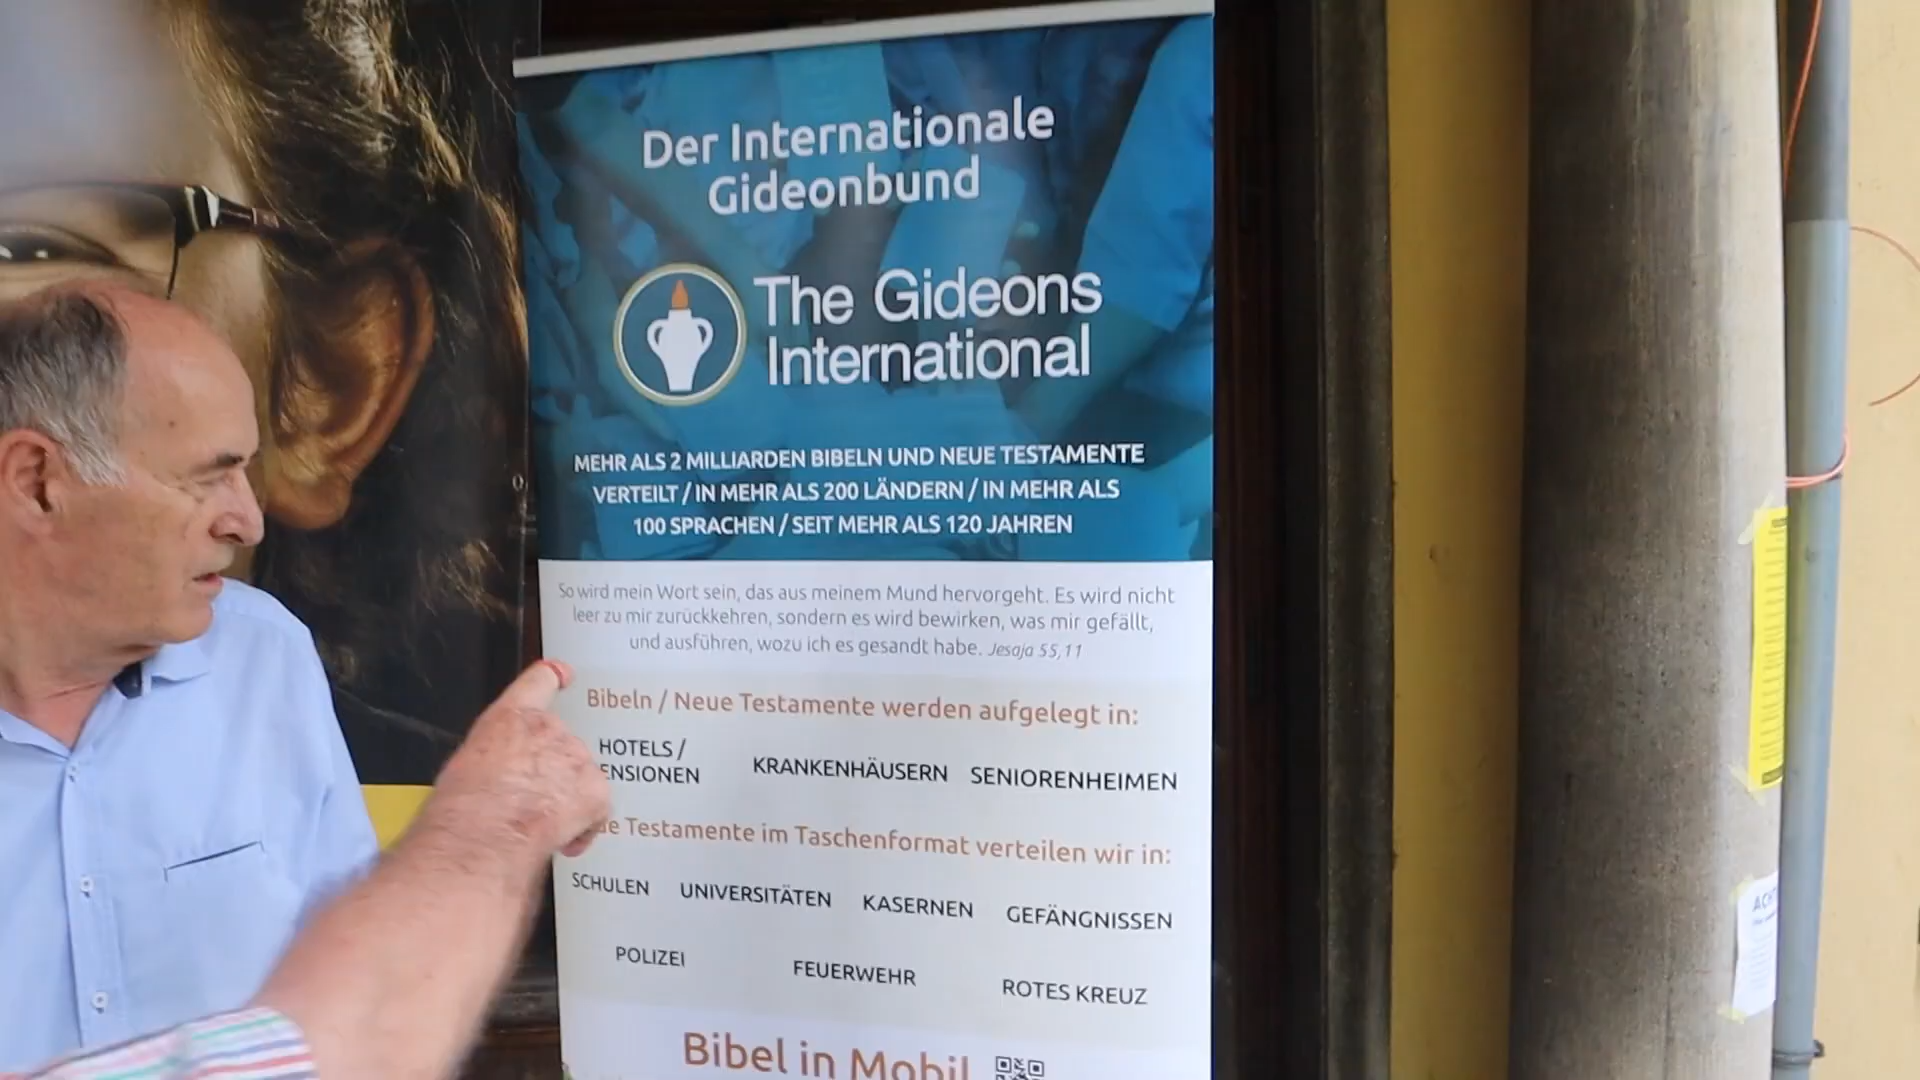 Der Internationale
Gideonbund
The Gideons
International
MEHR ALS 2 MILLIARDEN BIBELN UND NEUE TESTAMENTE
VERTEILT / IN MEHR ALS 200 LÄNDERN / IN MEHR ALS
100 SPRACHEN / SEIT MEHR ALS 120 JAHREN
So wird mein Wort sein, das aus meinem Mund hervorgeht. Es wird nicht
leer zu mir zurückkehren, sondern es wird bewirken, was mir gefällt,
und ausführen, wozu ich es gesandt habe. Jesaja 55,11
Bibeln / Neue Testamente werden aufgelegt in:
HOTELS /
ENSIONEN
KRANKENHÄUSERN
SENIORENHEIMEN
Testamente im Taschenformat verteilen wir in:
SCHULEN UNIVERSITÄTEN KASERNEN GEFÄNGNISSEN
POLIZEI FEUERWEHR ROTES KREUZ
Bibel in Mobil